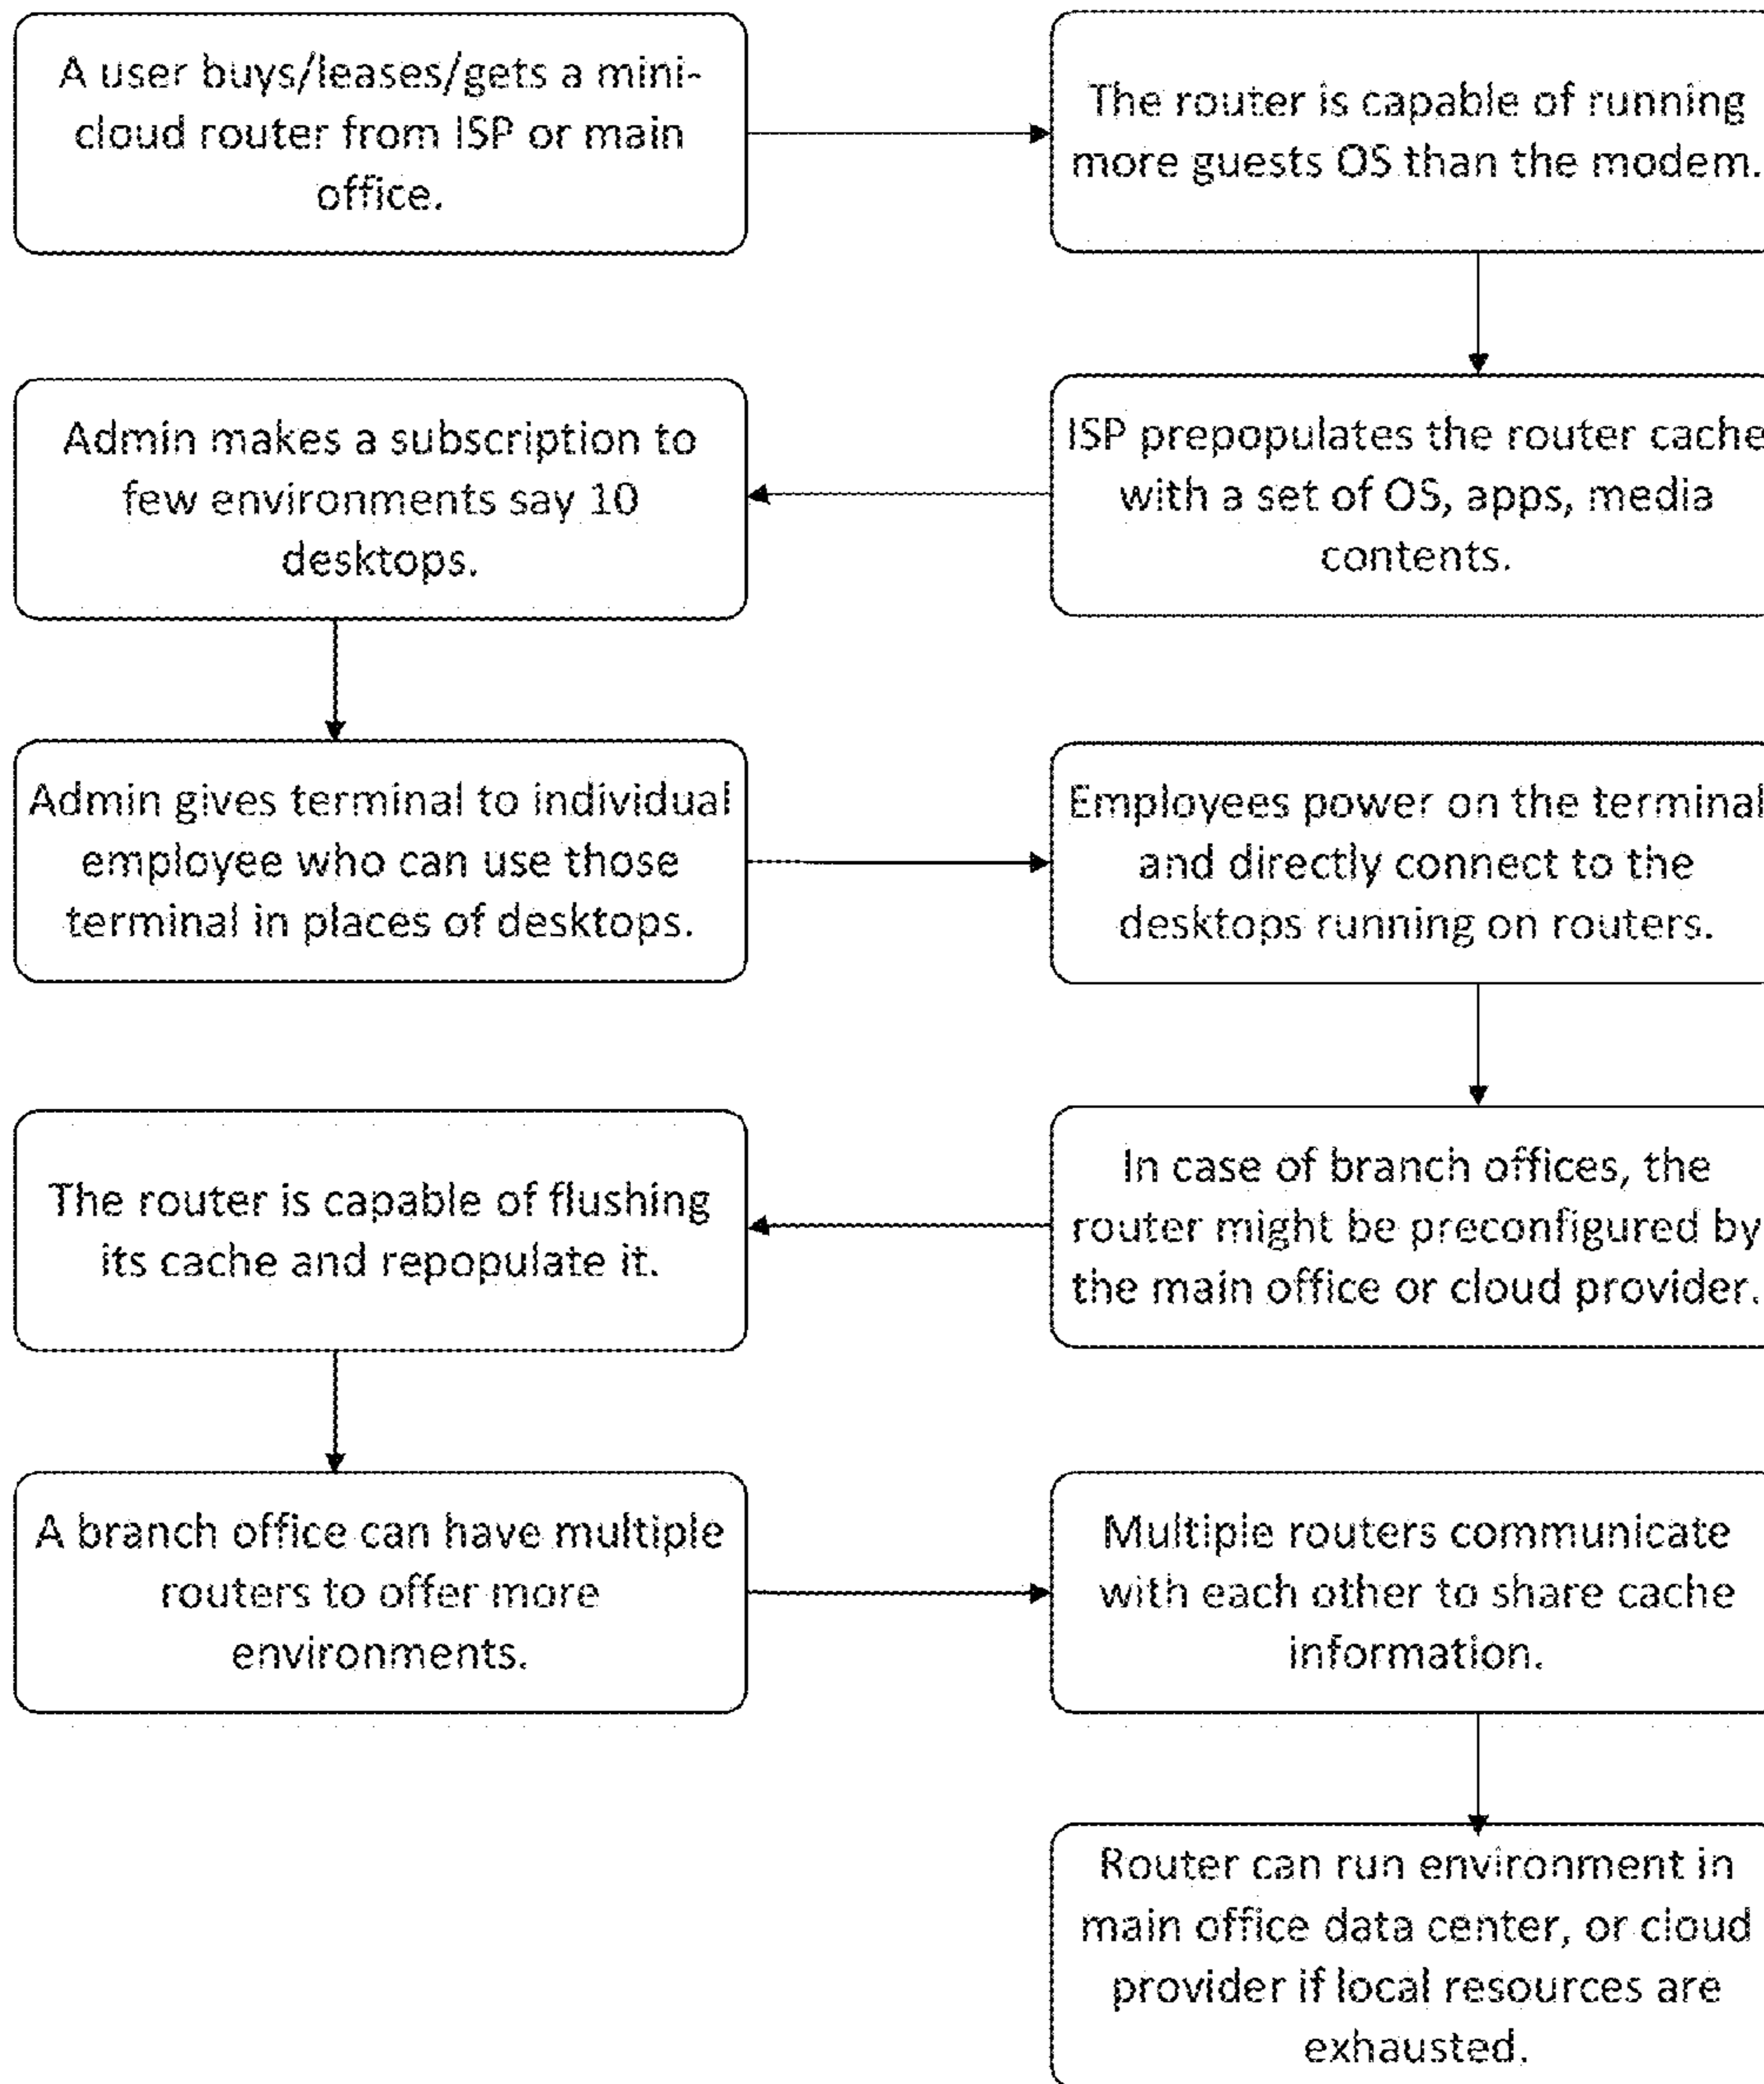 A user buys/leases/gets a mini-
cloud router from ISP or main
office.
The router is capable of running
more guests OS than the modem.
ISP prepopulates the router cache
with a set of OS, apps, media
contents.
Admin makes a subscription to
few environments say 10
desktops.
Admin gives terminal to individual
employee who can use those
terminal in places of desktops.
Employees power on the terminal
and directly connect to the
desktops running on routers.
In case of branch offices, the
router might be preconfigured by
the main office or cloud provider.
The router is capable of flushing
its cache and repopulate it.
A branch office can have multiple
routers to offer more
environments.
Multiple routers communicate
with each other to share cache
information.
Router can run environment in
main office data center, or cloud
provider if local resources are
exhausted.